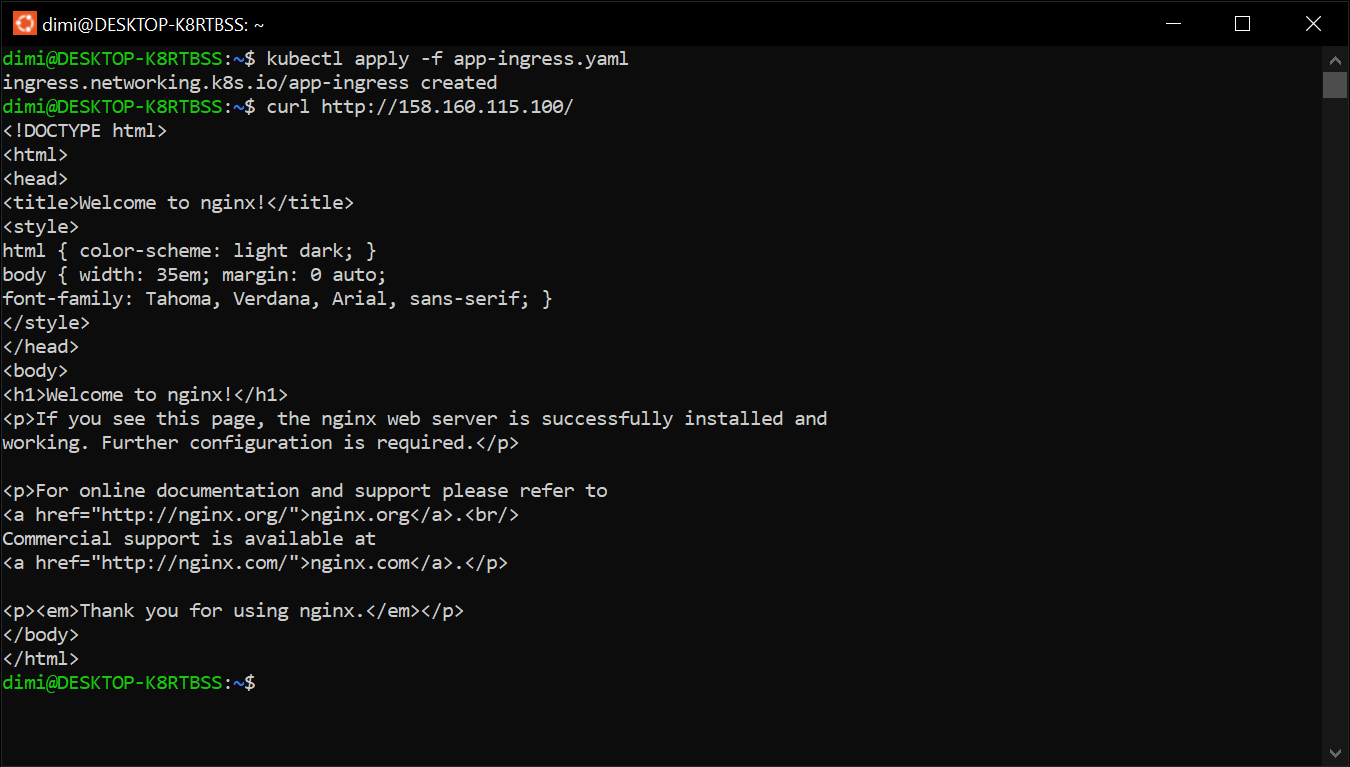 dimi@DESKTOP-K8RTBSS: ~
dimi@DESKTOP-K8RTBSS:~$ kubectl apply -f app-ingress.yaml
ingress.networking.k8s.io/app-ingress created
dimi@DESKTOP-K8RTBSS:~$ curl http://158.160.115.100/
<!DOCTYPE html>
<html>
<head>
<title>Welcome to nginx!</title>
<style>
html { color-scheme: light dark; }
body { width: 35em; margin: 0 auto;
font-family: Tahoma, Verdana, Arial, sans-serif; }
</style>
</head>
<body>
<h1>Welcome to nginx!</h1>
<p>If you see this page, the nginx web server is successfully installed and
working. Further configuration is required.</p>

<p>For online documentation and support please refer to
<a href="http://nginx.org/">nginx.org</a>.<br/>
Commercial support is available at
<a href="http://nginx.com/">nginx.com</a>.</p>

<p><em>Thank you for using nginx.</em></p>
</body>
</html>
dimi@DESKTOP-K8RTBSS:~$